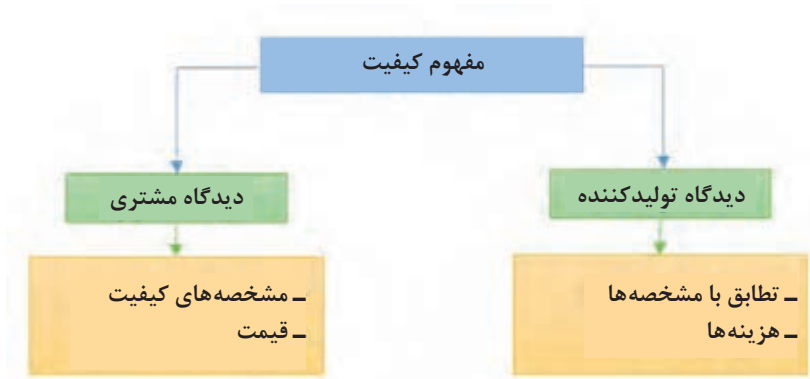 مفهوم کیفیت
دیدگاه تولیدکننده
دیدگاه مشتری
ـ تطابق با مشخصه‌ها
ـ هزینه‌ها
ـ مشخصه‌های کیفیت
ـ قیمت